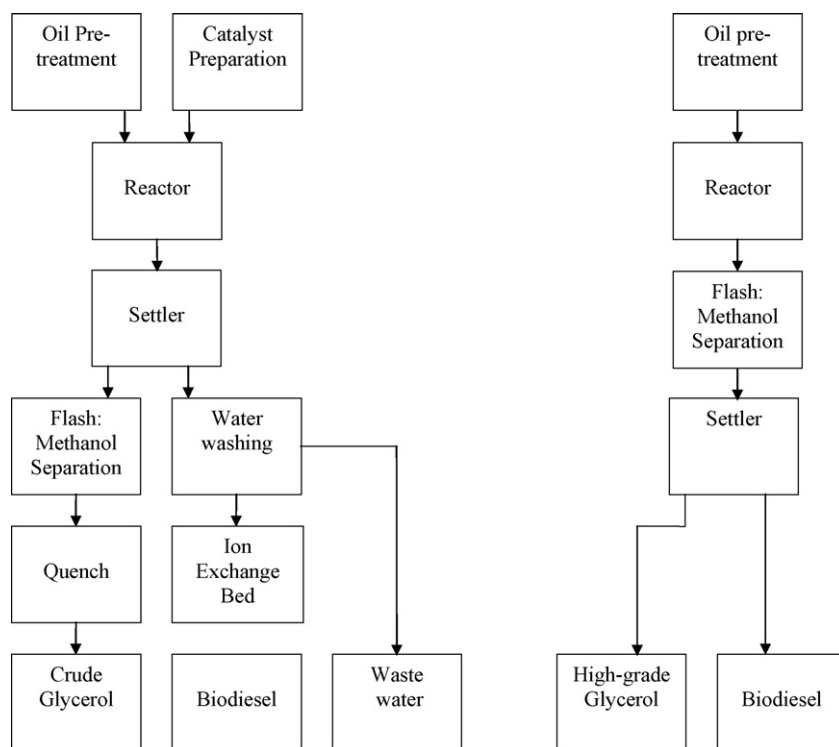 Oil Pre-
treatment
Catalyst
Preparation
Reactor
Settler
Flash:
Methanol
Separation
Water
washing
Quench
Ion
Exchange
Bed
Crude
Glycerol
Biodiesel
Waste
water
Oil pre-
treatment
Reactor
Flash:
Methanol
Separation
Settler
High-grade
Glycerol
Biodiesel